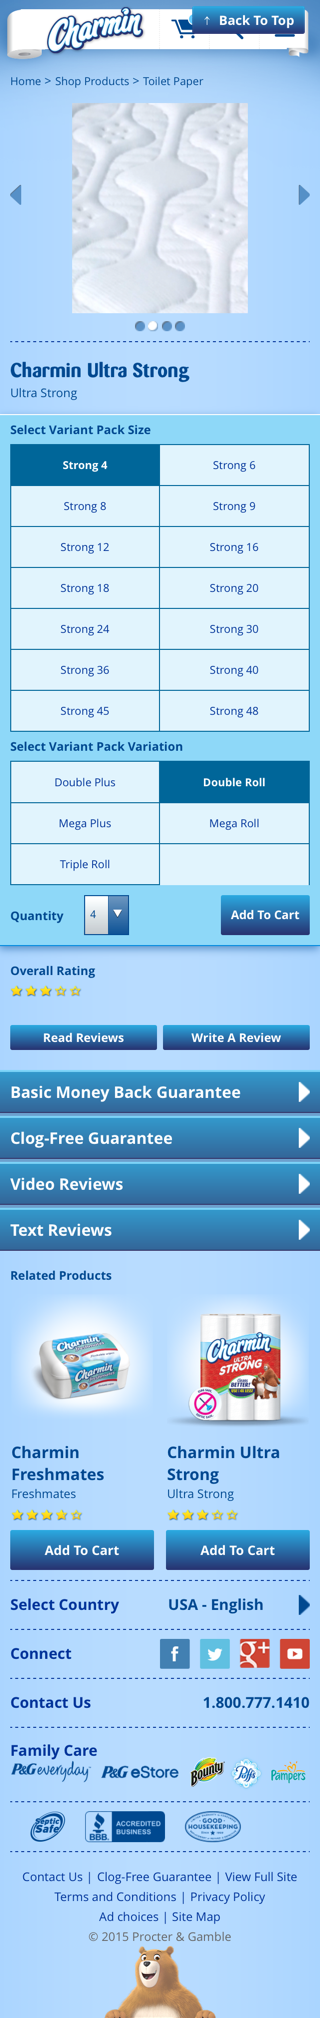 Charmin
↑ Back To Top
Home > Shop Products > Toilet Paper
Charmin Ultra Strong
Ultra Strong
Select Variant Pack Size
Strong 4
Strong 6
Strong 8
Strong 9
Strong 12
Strong 16
Strong 18
Strong 20
Strong 24
Strong 30
Strong 36
Strong 40
Strong 45
Strong 48
Select Variant Pack Variation
Double Plus
Double Roll
Mega Plus
Mega Roll
Triple Roll
Quantity
4
Add To Cart
Overall Rating
Read Reviews
Write A Review
Basic Money Back Guarantee
Clog-Free Guarantee
Video Reviews
Text Reviews
Related Products
Charmin
Charmin
Charmin
ULTRA
STRONG
Charmin
Freshmates
Freshmates
Charmin Ultra
Strong
Ultra Strong
Add To Cart
Add To Cart
Select Country
USA - English
Connect
f
g+
Contact Us
1.800.777.1410
Family Care
P&G everyday
P&G eStore
Bounty
Puffs
Pampers
Septic
Safe
BBB.
ACCREDITED
BUSINESS
GOOD
HOUSEKEEPING
Contact Us | Clog-Free Guarantee | View Full Site
Terms and Conditions | Privacy Policy
Ad choices | Site Map
© 2015 Procter & Gamble